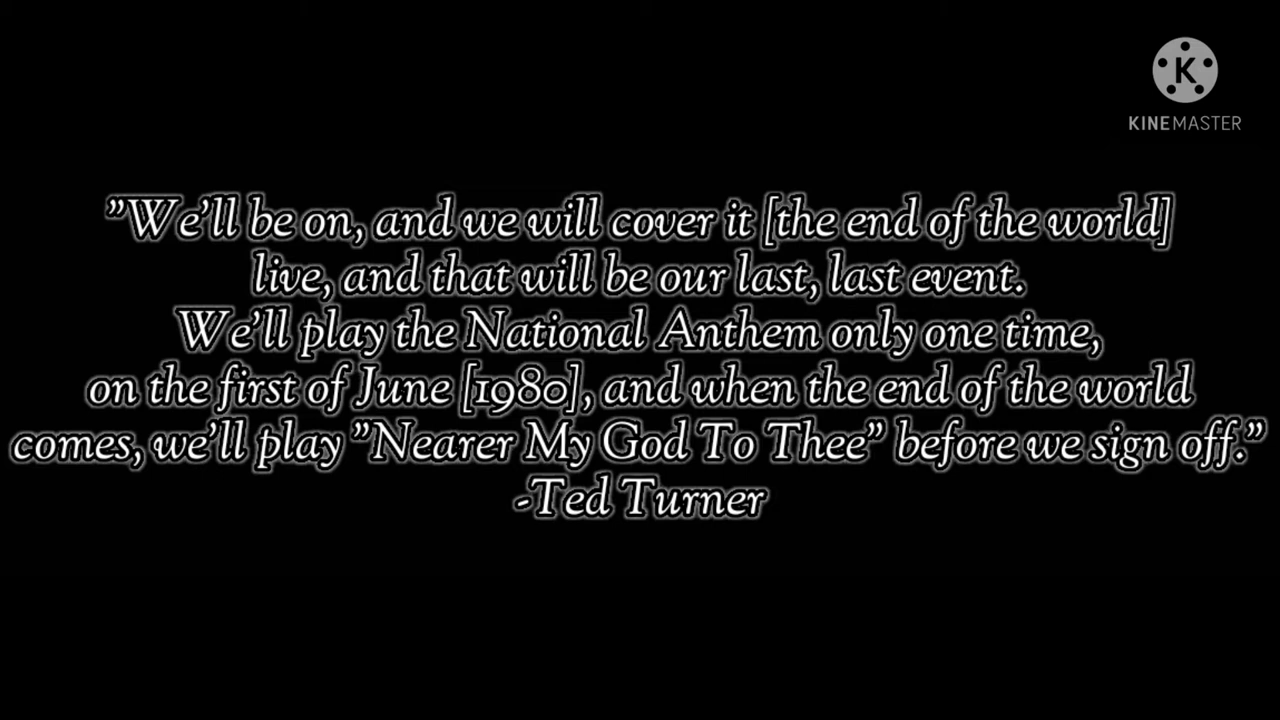 K
KINEMASTER
"We'll be on, and we will cover it [the end of the world]
live, and that will be our last, last event.
We'll play the National Anthem only one time,
on the first of June [1980], and when the end of the world
comes, we'll play "Nearer My God To Thee" before we sign off."
-Ted Turner